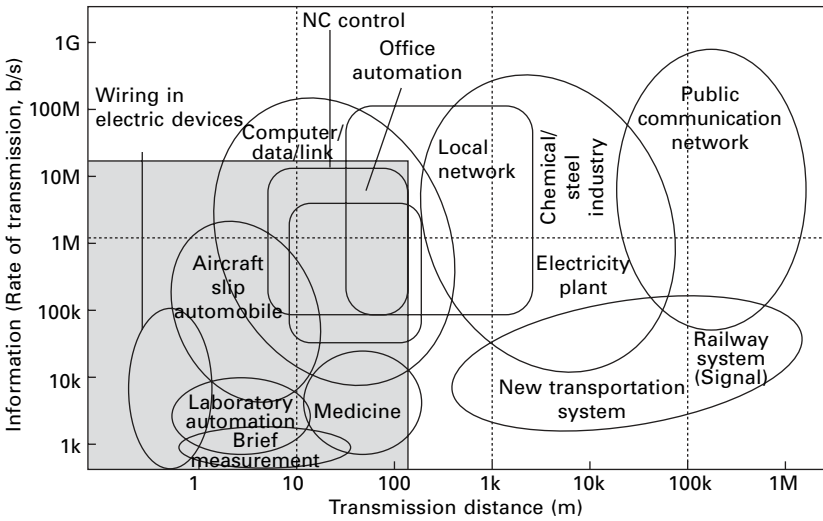 NC control
1G
Office
automation
Wiring in
electric devices
Public
communication
network
100M
Computer/
data/link
Local
network
Chemical/
steel
industry
10M
1M
Aircraft
slip
automobile
Electricity
plant
100k
Railway
system
(Signal)
10k
New transportation
system
Laboratory
automation
Medicine
Brief
measurement
1k
1
10
100
1k
10k
100k
1M
Transmission distance (m)
Information (Rate of transmission, b/s)